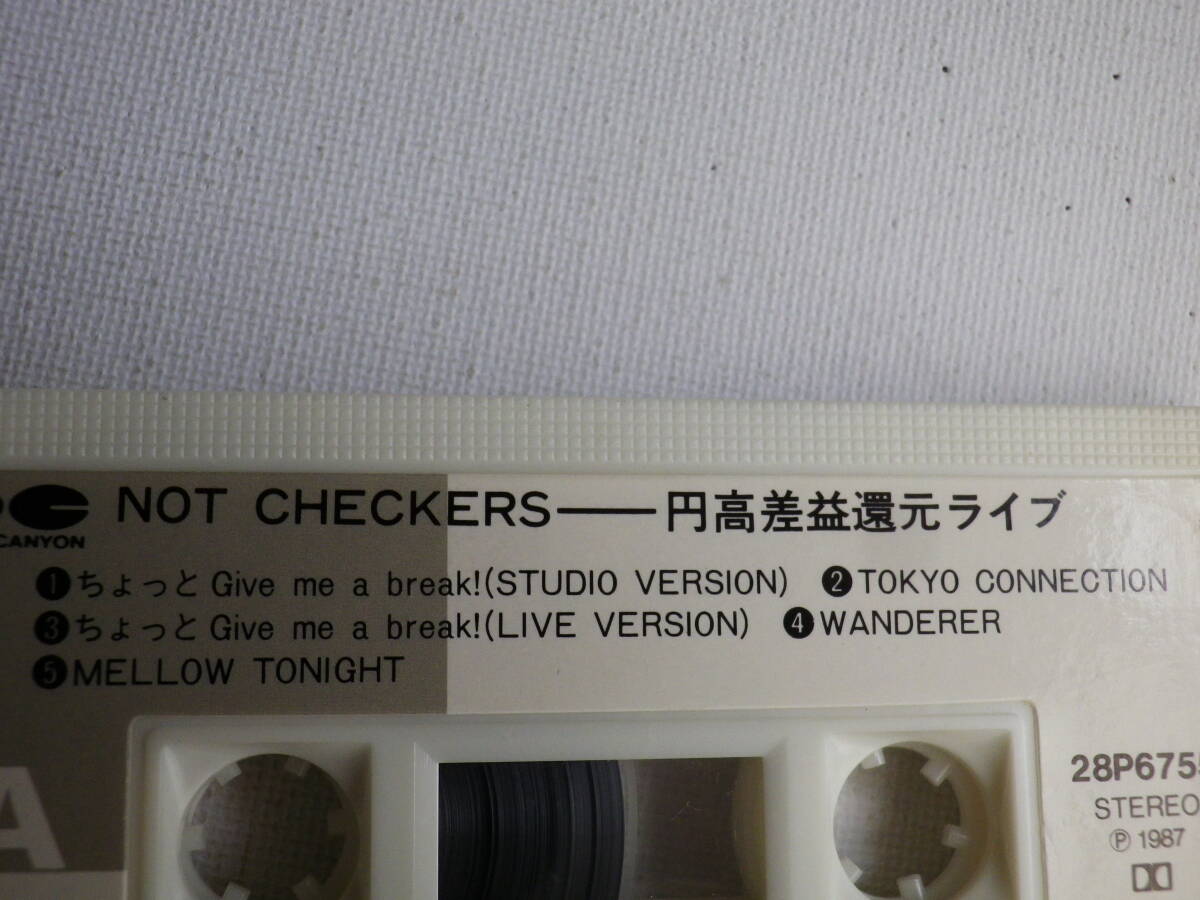 CANYON
NOT CHECKERS——円高差益還元ライブ
❶ちょっと Give me a break!(STUDIO VERSION) ❷TOKYO CONNECTION
❸ちょっと Give me a break!(LIVE VERSION) ❹WANDERER
❺MELLOW TONIGHT
A
28P6755
STEREO
Ⓟ 1987